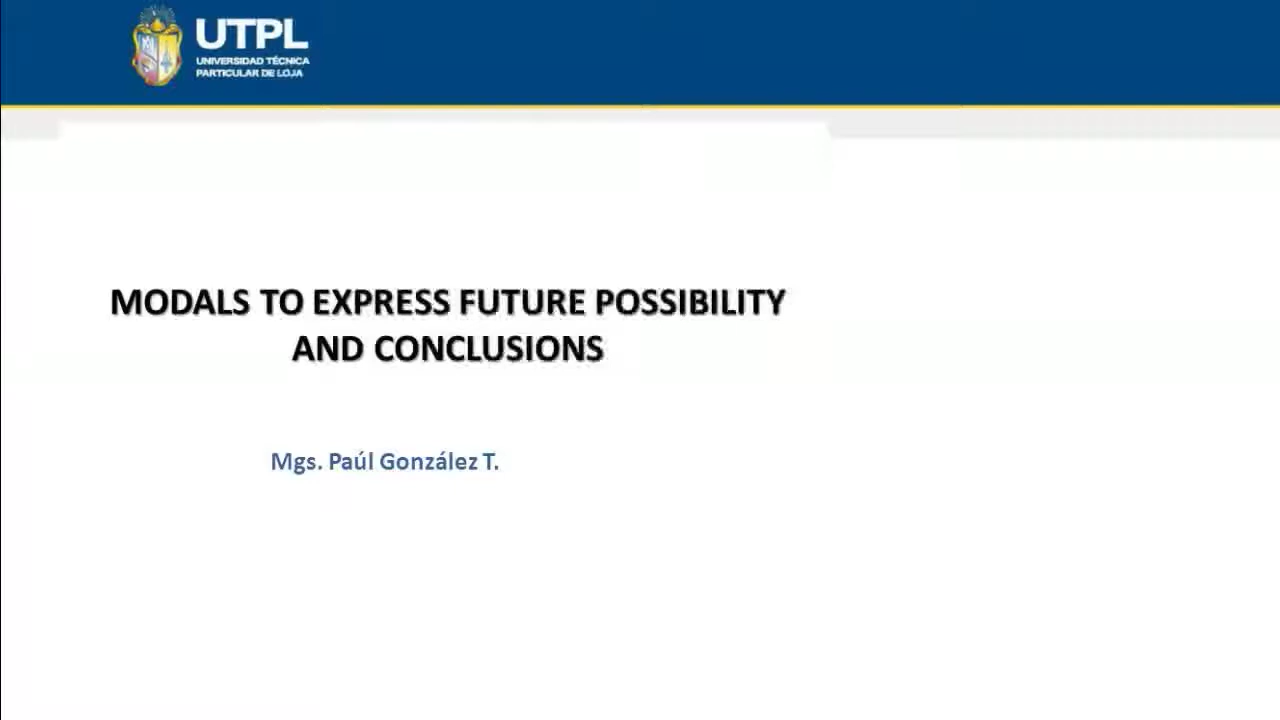 UTPL
UNIVERSIDAD TÉCNICA
PARTICULAR DE LOJA
MODALS TO EXPRESS FUTURE POSSIBILITY
AND CONCLUSIONS
Mgs. Paúl González T.